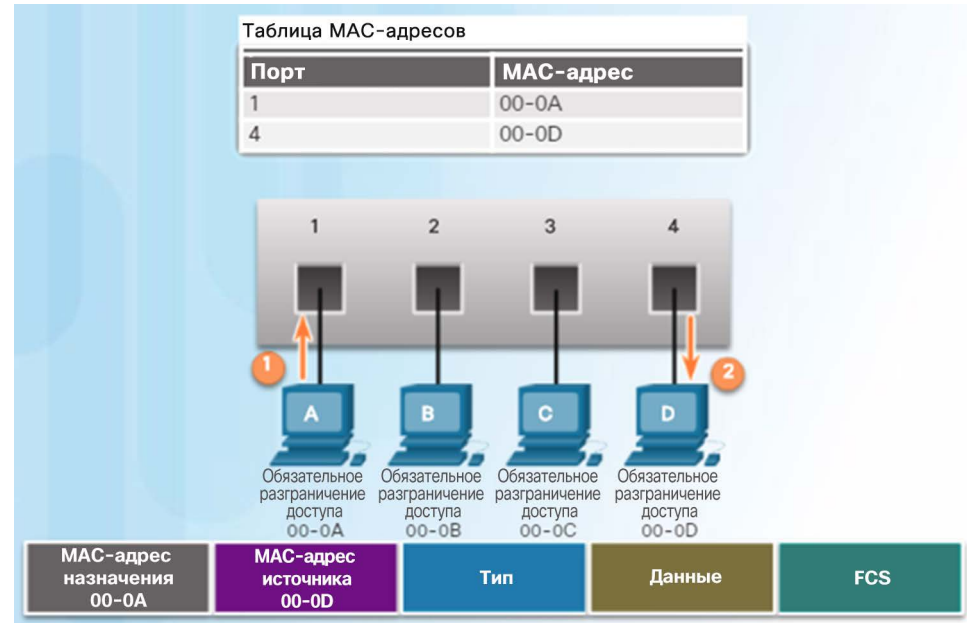 Таблица MAC-адресов
Порт MAC-адрес
1 00-0A
4 00-0D
1 2 3 4
1
2
A B C D
Обязательное Обязательное Обязательное Обязательное
разграничение разграничение разграничение разграничение
доступа доступа доступа доступа
00-0A 00-0B 00-0C 00-0D
MAC-адрес
назначения
00-0A
MAC-адрес
источника
00-0D
Тип
Данные
FCS